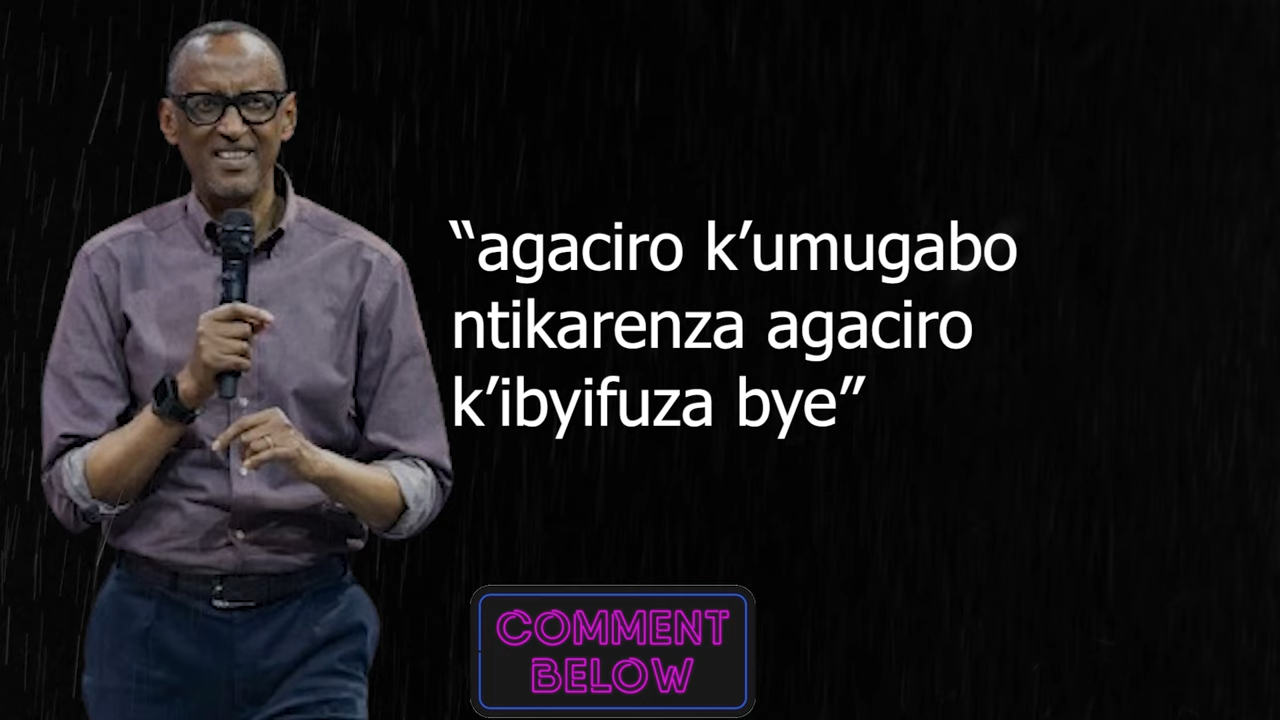 “agaciro k’umugabo
ntikarenza agaciro
k’ibyifuza bye”
COMMENT
BELOW